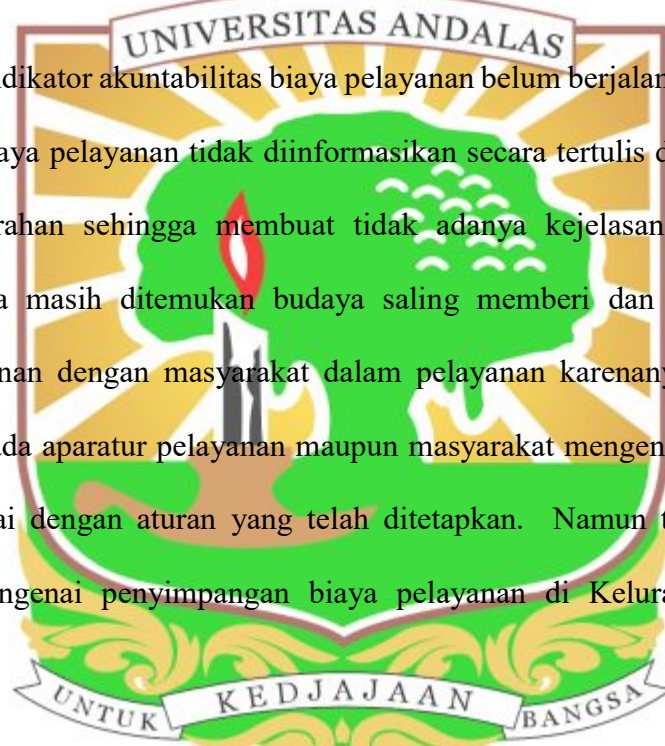 UNIVERSITAS ANDALAS
dikator akuntabilitas biaya pelayanan belum berjalan
aya pelayanan tidak diinformasikan secara tertulis d
rahan sehingga membuat tidak adanya kejelasan
a masih ditemukan budaya saling memberi dan
nan dengan masyarakat dalam pelayanan karenany
ada aparatur pelayanan maupun masyarakat mengen
ai dengan aturan yang telah ditetapkan. Namun t
ngenai penyimpangan biaya pelayanan di Kelura
UNTUK KEDJAJAAN BANGSA